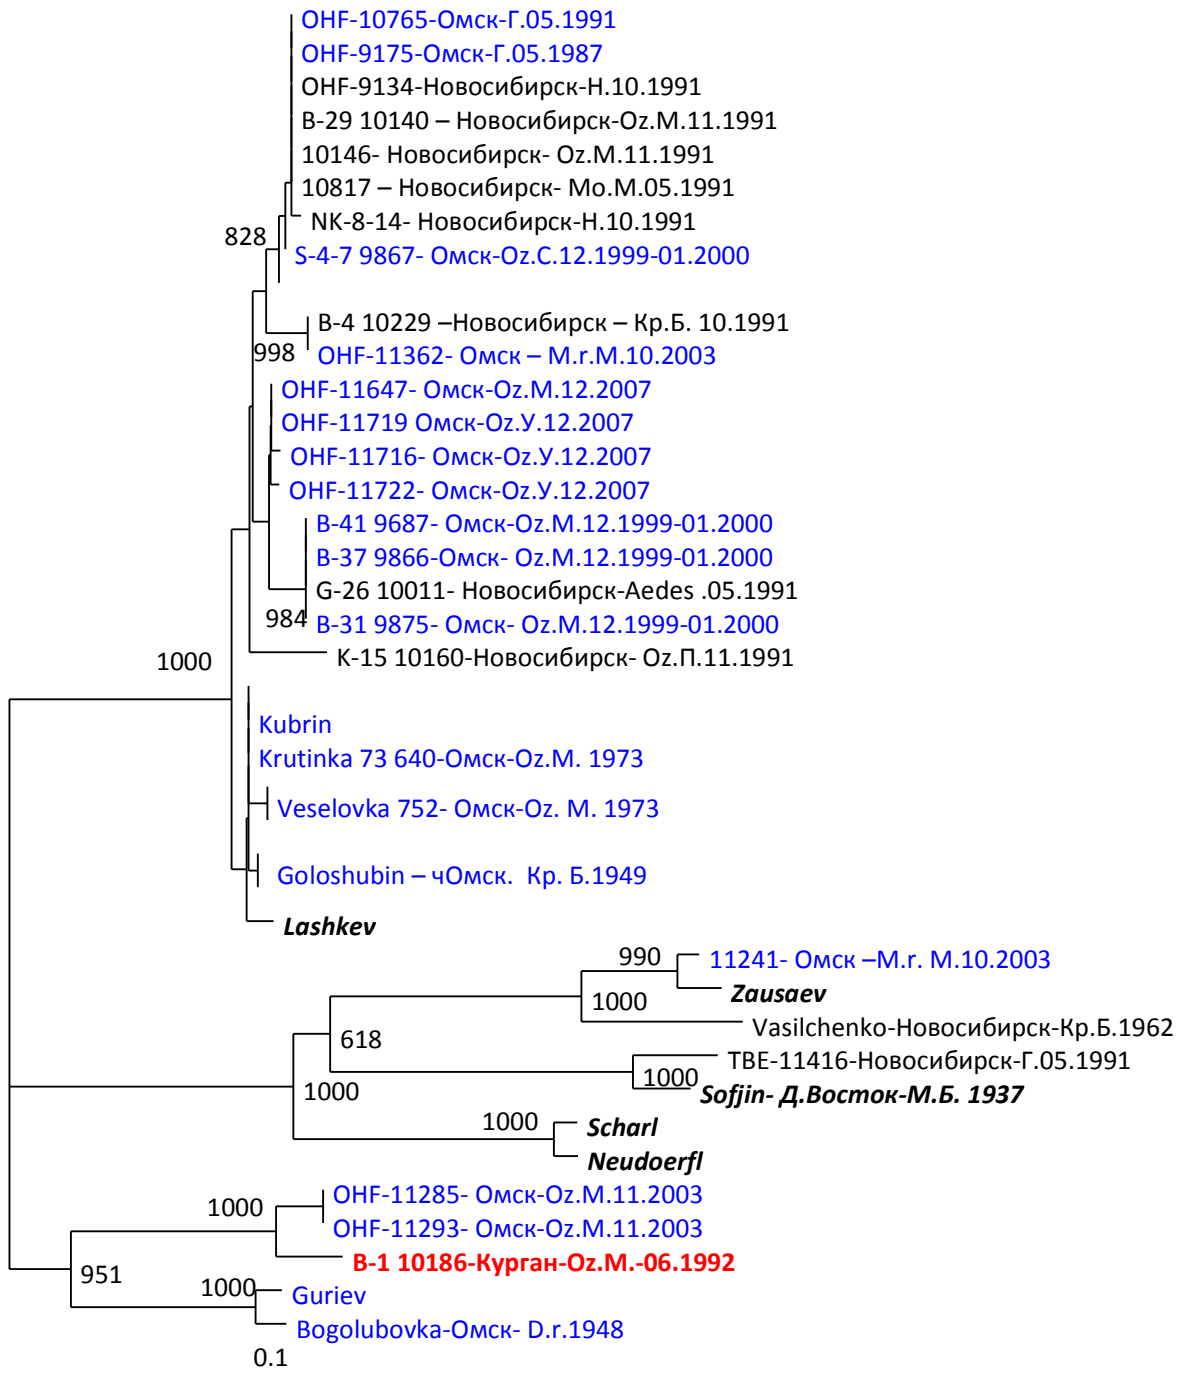 OHF-10765-Омск-Г.05.1991
OHF-9175-Омск-Г.05.1987
OHF-9134-Новосибирск-Н.10.1991
B-29 10140 – Новосибирск-Oz.М.11.1991
10146- Новосибирск- Oz.М.11.1991
10817 – Новосибирск- Mo.М.05.1991
NK-8-14- Новосибирск-Н.10.1991
828
S-4-7 9867- Омск-Oz.С.12.1999-01.2000
B-4 10229 –Новосибирск – Кр.Б. 10.1991
998
OHF-11362- Омск – M.r.M.10.2003
OHF-11647- Омск-Oz.М.12.2007
OHF-11719 Омск-Oz.У.12.2007
OHF-11716- Омск-Oz.У.12.2007
OHF-11722- Омск-Oz.У.12.2007
B-41 9687- Омск-Oz.М.12.1999-01.2000
B-37 9866-Омск- Oz.М.12.1999-01.2000
G-26 10011- Новосибирск-Aedes .05.1991
984
B-31 9875- Омск- Oz.М.12.1999-01.2000
K-15 10160-Новосибирск- Oz.П.11.1991
1000
Kubrin
Krutinka 73 640-Омск-Oz.М. 1973
Veselovka 752- Омск-Oz. М. 1973
Goloshubin – чОмск.  Кр. Б.1949
Lashkev
990
11241- Омск –M.r. М.10.2003
Zausaev
1000
Vasilchenko-Новосибирск-Кр.Б.1962
618
TBE-11416-Новосибирск-Г.05.1991
1000
1000
Sofjin- Д.Восток-М.Б. 1937
1000
Scharl
Neudoerfl
OHF-11285- Омск-Oz.М.11.2003
1000
OHF-11293- Омск-Oz.М.11.2003
B-1 10186-Курган-Oz.М.-06.1992
951
1000
Guriev
Bogolubovka-Омск- D.r.1948
0.1